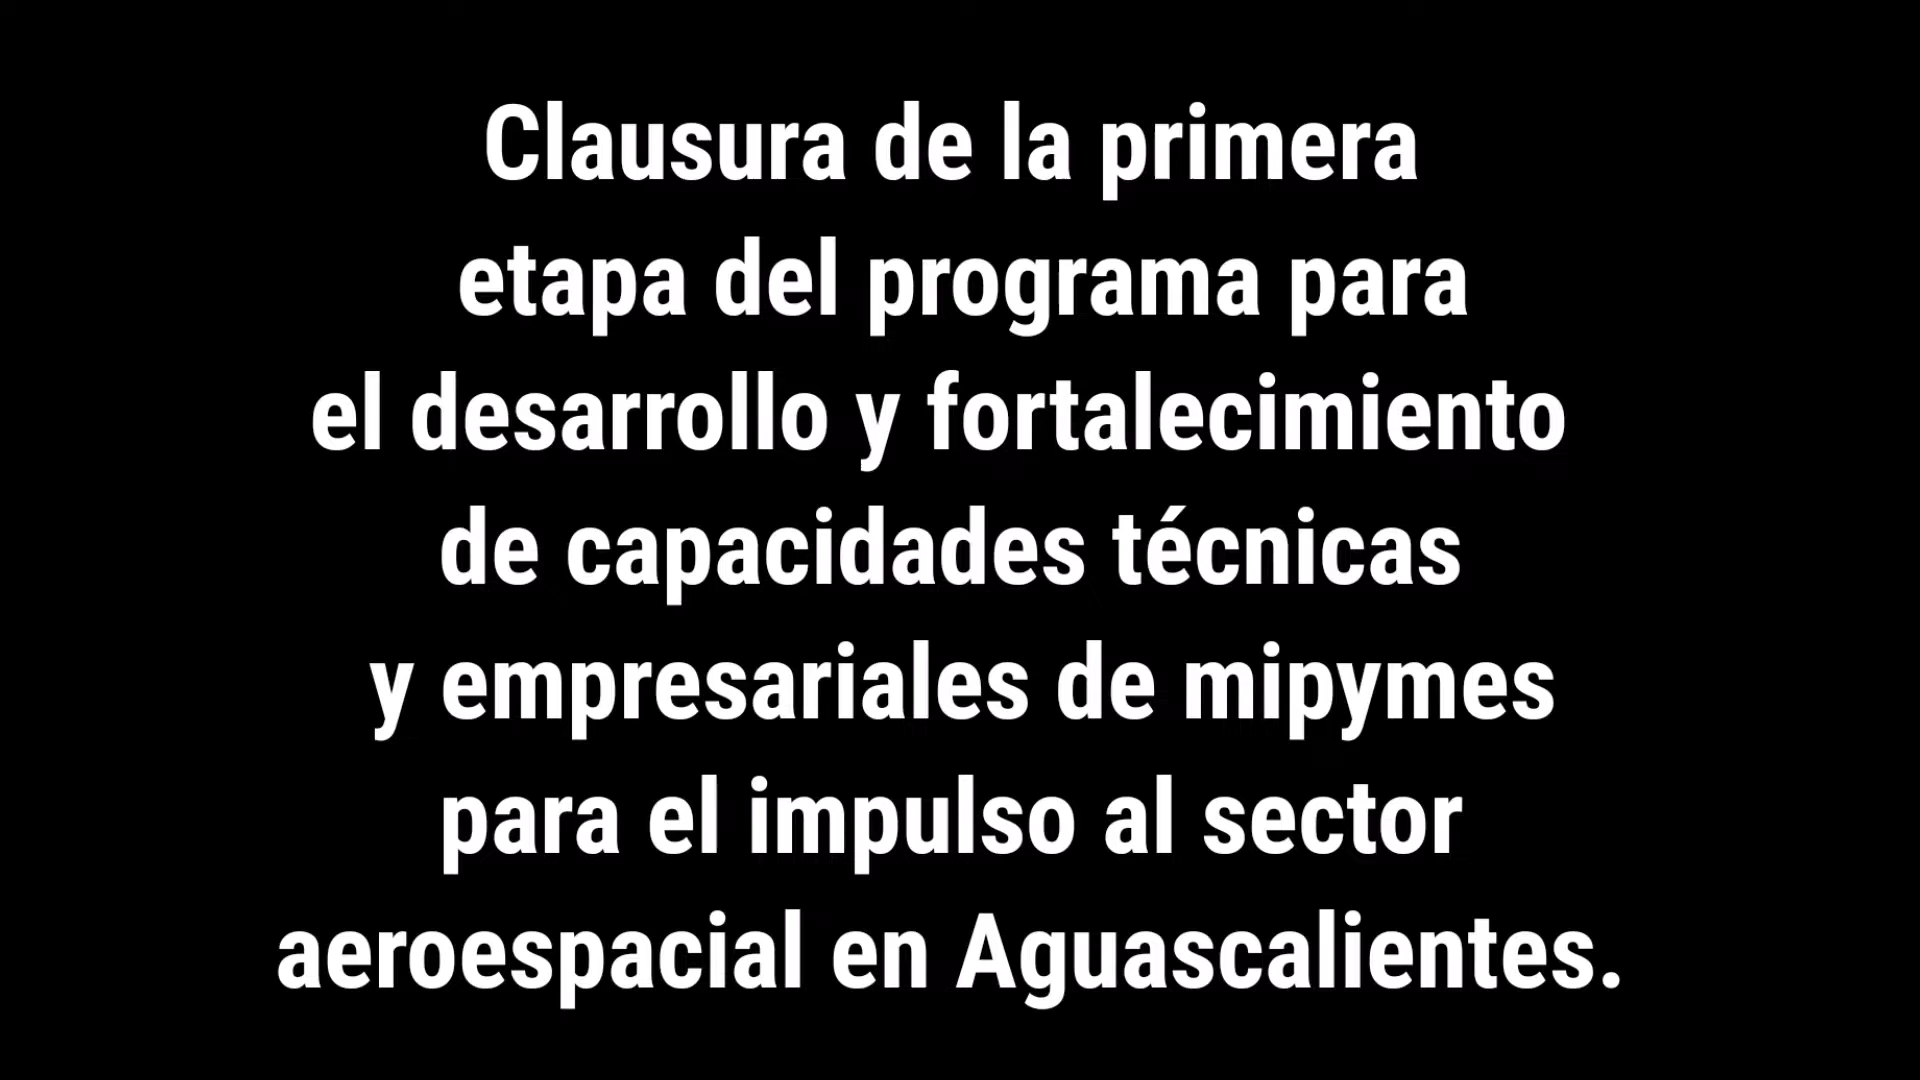 Clausura de la primera
etapa del programa para
el desarrollo y fortalecimiento
de capacidades técnicas
y empresariales de mipymes
para el impulso al sector
aeroespacial en Aguascalientes.